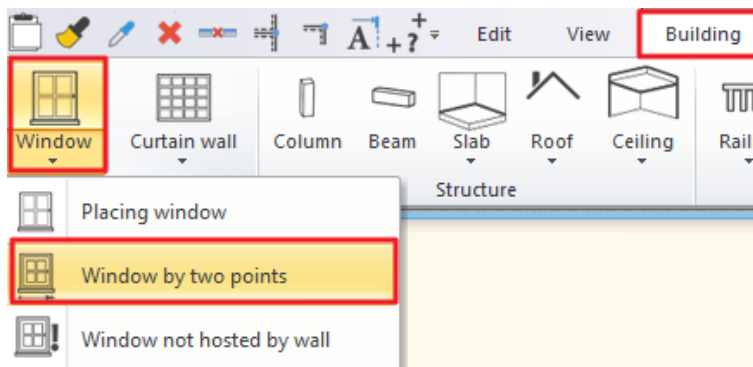 Edit View Building
Window Curtain wall Column Beam Slab Roof Ceiling Rail
Structure
Placing window
Window by two points
Window not hosted by wall